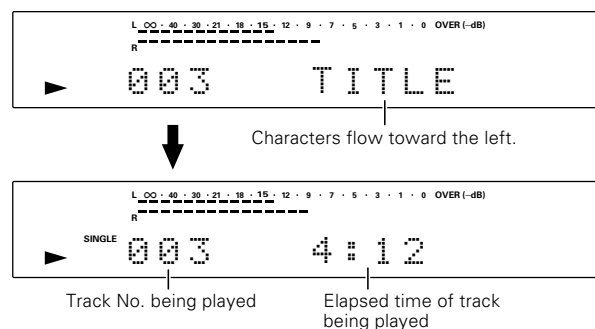 L ∞ · 40 · 30 · 21 · 18 · 15 · 12 · 9 · 7 · 5 · 3 · 1 · 0 OVER (–dB)
R
003 TITLE
Characters flow toward the left.
L ∞ · 40 · 30 · 21 · 18 · 15 · 12 · 9 · 7 · 5 · 3 · 1 · 0 OVER (–dB)
R
SINGLE 003 4:12
Track No. being played
Elapsed time of track
being played